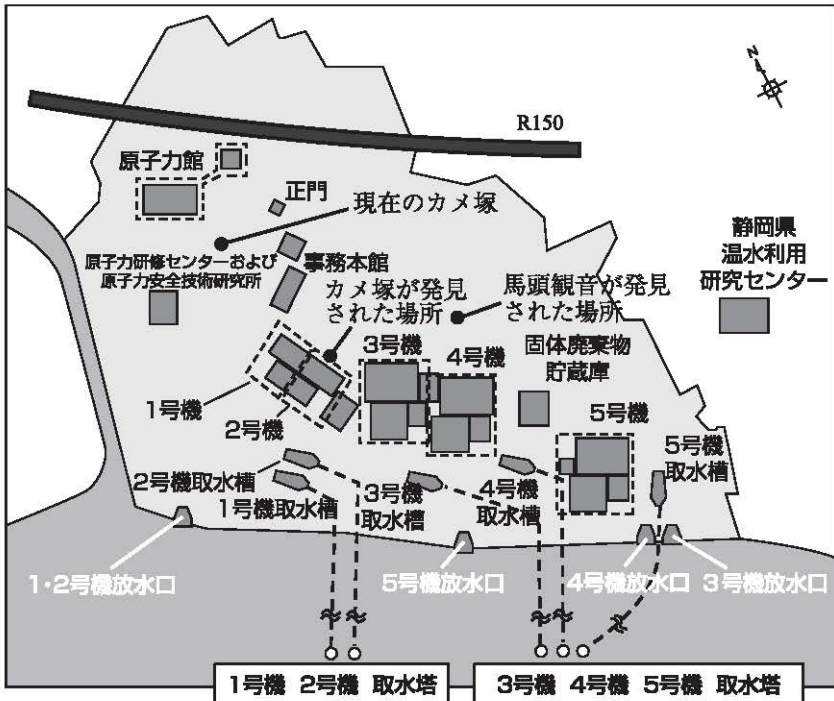 N
R150
原子力館
正門
現在のカメ塚
原子力研修センターおよび
原子力安全技術研究所
事務本館
カメ塚が発見
された場所
馬頭観音が発見
された場所
静岡県
温水利用
研究センター
3号機
4号機
固体廃棄物
貯蔵庫
1号機
2号機
5号機
5号機
取水槽
2号機取水槽
1号機取水槽
3号機
取水槽
4号機
取水槽
1・2号機放水口
5号機放水口
4号機放水口
3号機放水口
1号機 2号機 取水塔
3号機 4号機 5号機 取水塔